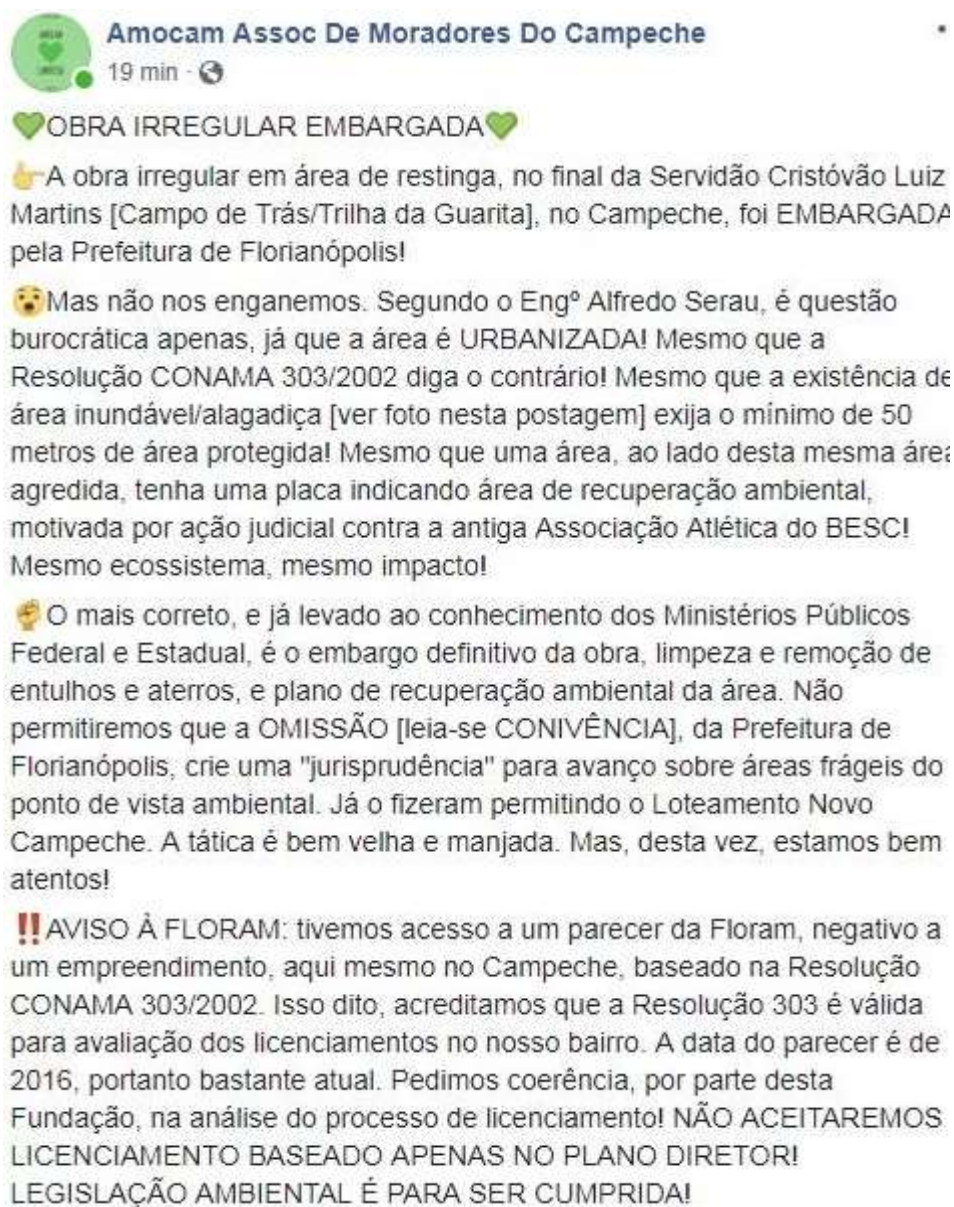 Amocam Assoc De Moradores Do Campeche
19 min ·
💚OBRA IRREGULAR EMBARGADA💚
👉A obra irregular em área de restinga, no final da Servidão Cristóvão Luiz
Martins [Campo de Trás/Trilha da Guarita], no Campeche, foi EMBARGADA
pela Prefeitura de Florianópolis!
😵Mas não nos enganemos. Segundo o Engº Alfredo Serau, é questão
burocrática apenas, já que a área é URBANIZADA! Mesmo que a
Resolução CONAMA 303/2002 diga o contrário! Mesmo que a existência de
área inundável/alagadiça [ver foto nesta postagem] exija o mínimo de 50
metros de área protegida! Mesmo que uma área, ao lado desta mesma área
agredida, tenha uma placa indicando área de recuperação ambiental,
motivada por ação judicial contra a antiga Associação Atlética do BESC!
Mesmo ecossistema, mesmo impacto!
✊O mais correto, e já levado ao conhecimento dos Ministérios Públicos
Federal e Estadual, é o embargo definitivo da obra, limpeza e remoção de
entulhos e aterros, e plano de recuperação ambiental da área. Não
permitiremos que a OMISSÃO [leia-se CONIVÊNCIA], da Prefeitura de
Florianópolis, crie uma "jurisprudência" para avanço sobre áreas frágeis do
ponto de vista ambiental. Já o fizeram permitindo o Loteamento Novo
Campeche. A tática é bem velha e manjada. Mas, desta vez, estamos bem
atentos!
‼AVISO À FLORAM: tivemos acesso a um parecer da Floram, negativo a
um empreendimento, aqui mesmo no Campeche, baseado na Resolução
CONAMA 303/2002. Isso dito, acreditamos que a Resolução 303 é válida
para avaliação dos licenciamentos no nosso bairro. A data do parecer é de
2016, portanto bastante atual. Pedimos coerência, por parte desta
Fundação, na análise do processo de licenciamento! NÃO ACEITAREMOS
LICENCIAMENTO BASEADO APENAS NO PLANO DIRETOR!
LEGISLAÇÃO AMBIENTAL É PARA SER CUMPRIDA!